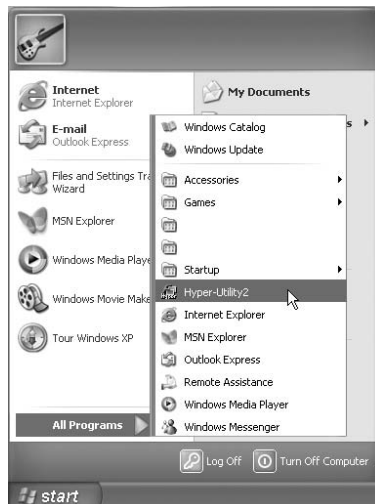 Internet
Internet Explorer
E-mail
Outlook Express
Files and Settings Tra
Wizard
MSN Explorer
Windows Media Playe
Windows Movie Make
Tour Windows XP
All Programs
My Documents
s
Windows Catalog
Windows Update
Accessories
Games
Startup
Hyper-Utility2
Internet Explorer
MSN Explorer
Outlook Express
Remote Assistance
Windows Media Player
Windows Messenger
Log Off
Turn Off Computer
start